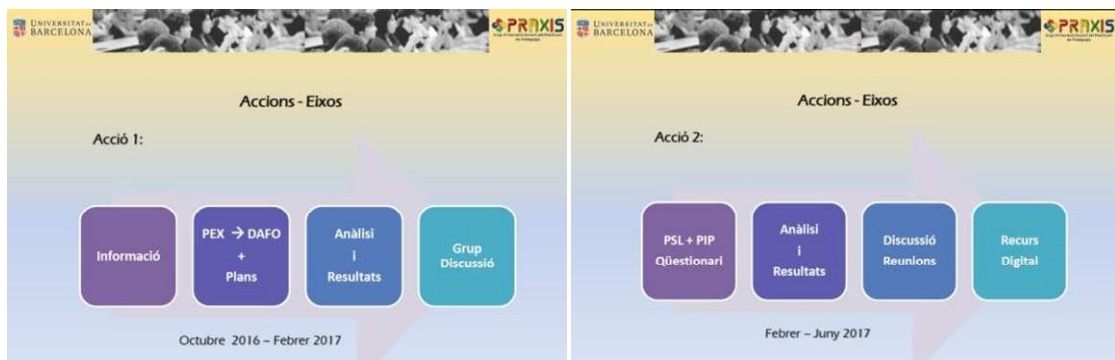 UNIVERSITAT DE
BARCELONA
PRAXIS
Accions - Eixos
Acció 1:
Informació
PEX → DAFO
+
Plans
Anàlisi
i
Resultats
Grup
Discussió
Octubre 2016 – Febrer 2017
UNIVERSITAT DE
BARCELONA
PRAXIS
Accions - Eixos
Acció 2:
PSL + PIP
Qüestionari
Anàlisi
i
Resultats
Discussió
Reunions
Recurs
Digital
Febrer – Juny 2017